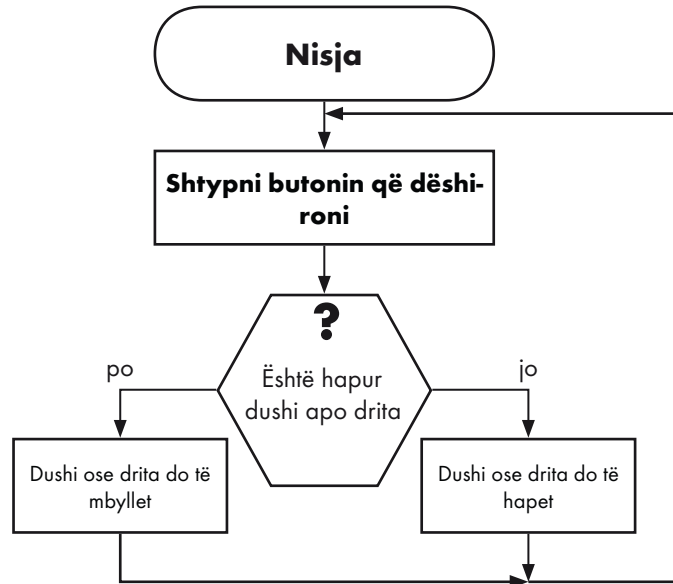 Nisja
Shtypni butonin që dëshi-
roni
?
Është hapur
dushi apo drita
po
jo
Dushi ose drita do të
mbyllet
Dushi ose drita do të
hapet